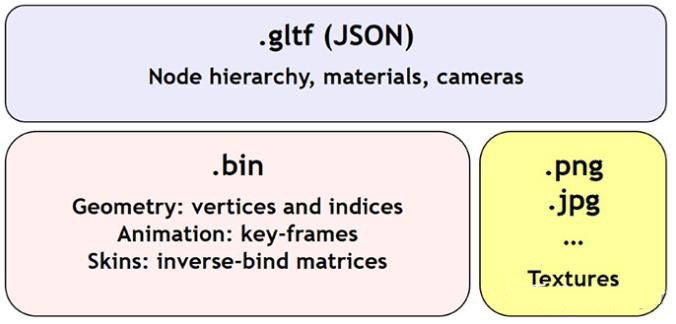 .gltf (JSON)
Node hierarchy, materials, cameras
.bin
Geometry: vertices and indices
Animation: key-frames
Skins: inverse-bind matrices
.png
.jpg
...
Textures